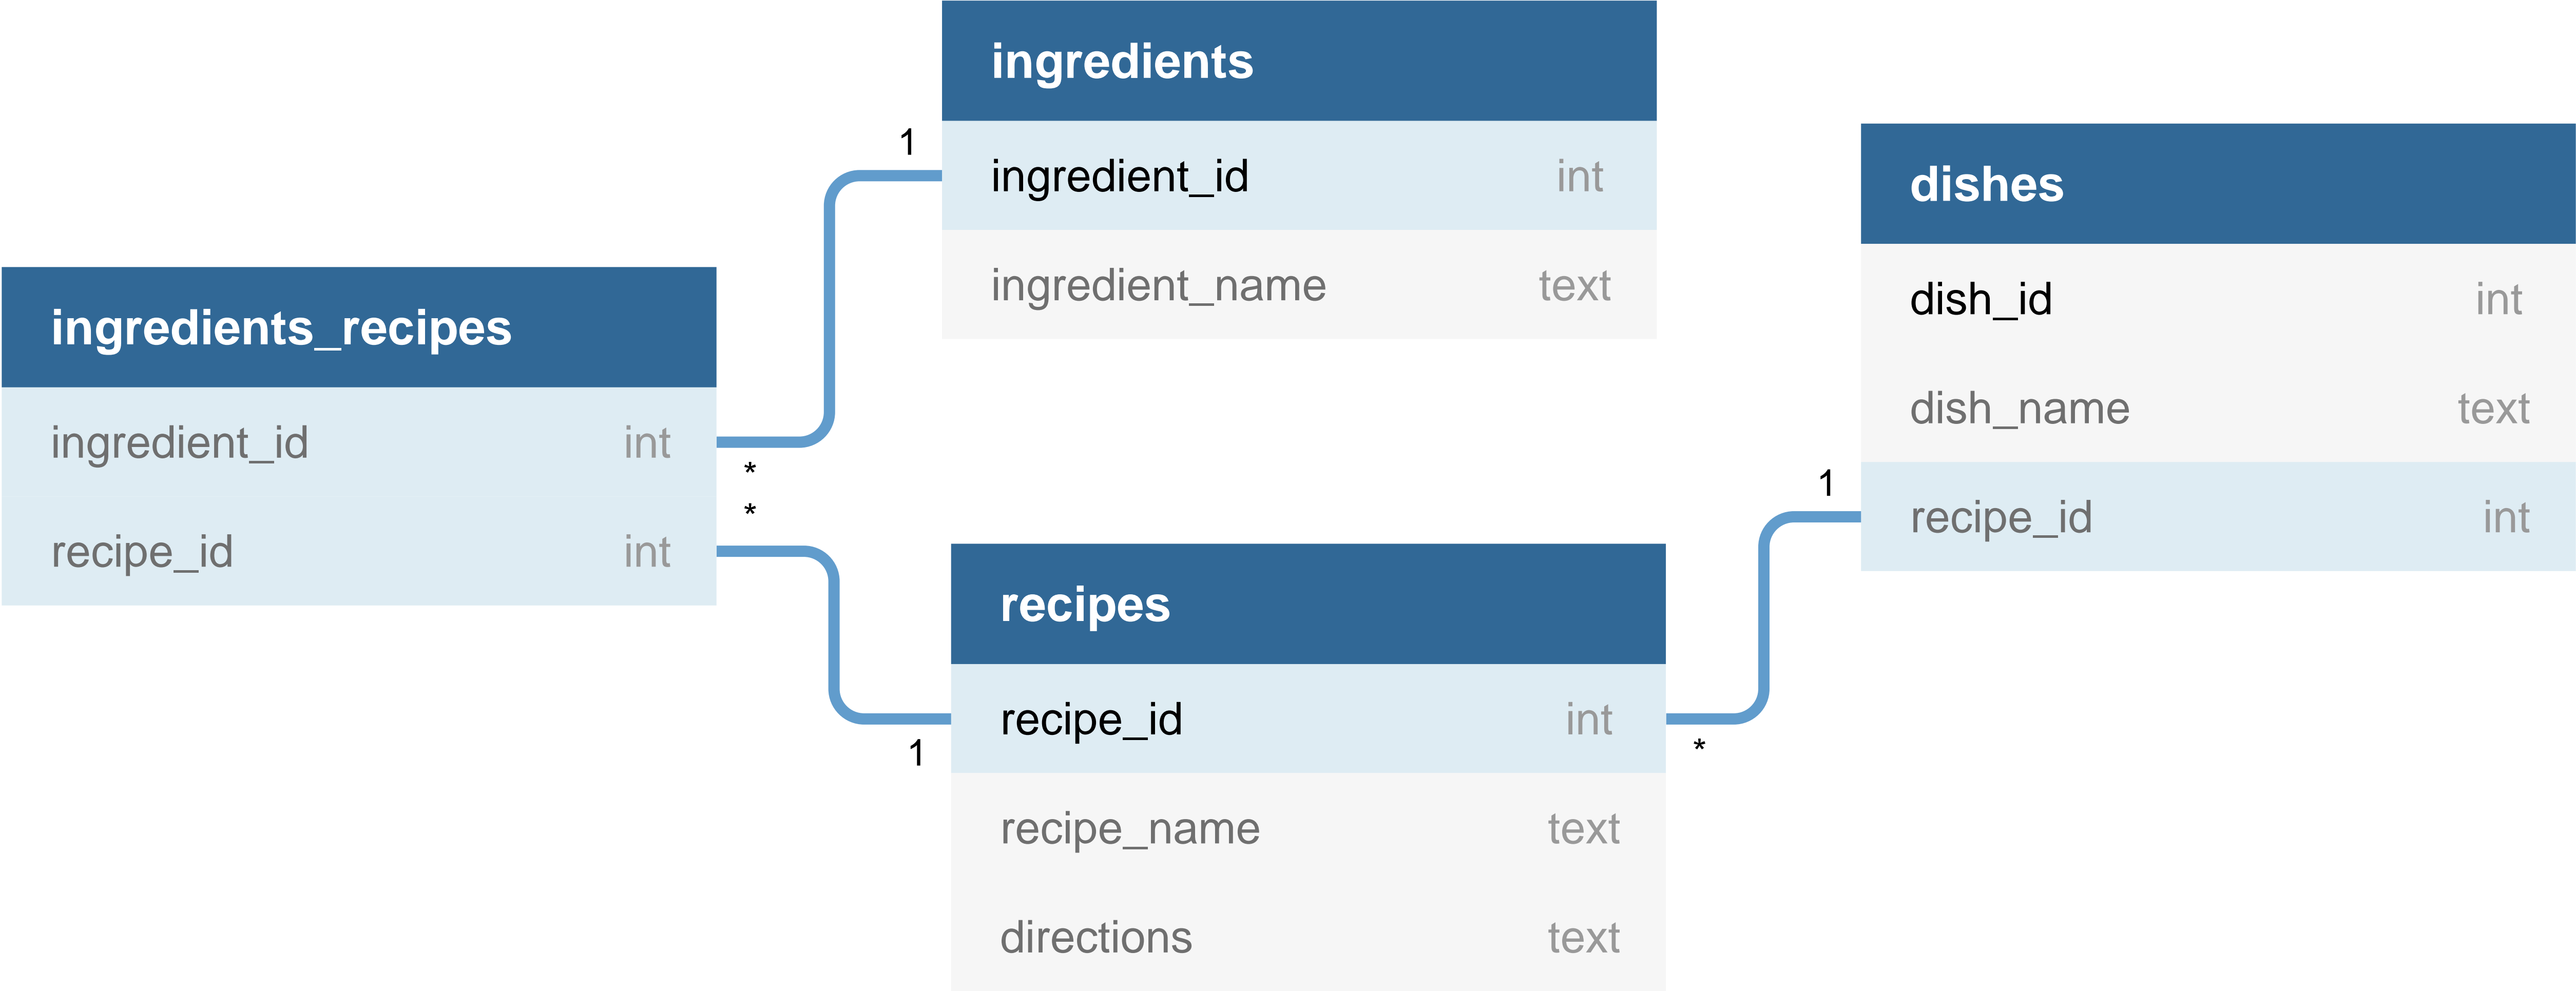 ingredients
ingredient_id int
ingredient_name text
1
ingredients_recipes
ingredient_id int
recipe_id int
*
*
recipes
recipe_id int
recipe_name text
directions text
1
*
dishes
dish_id int
dish_name text
recipe_id int
1